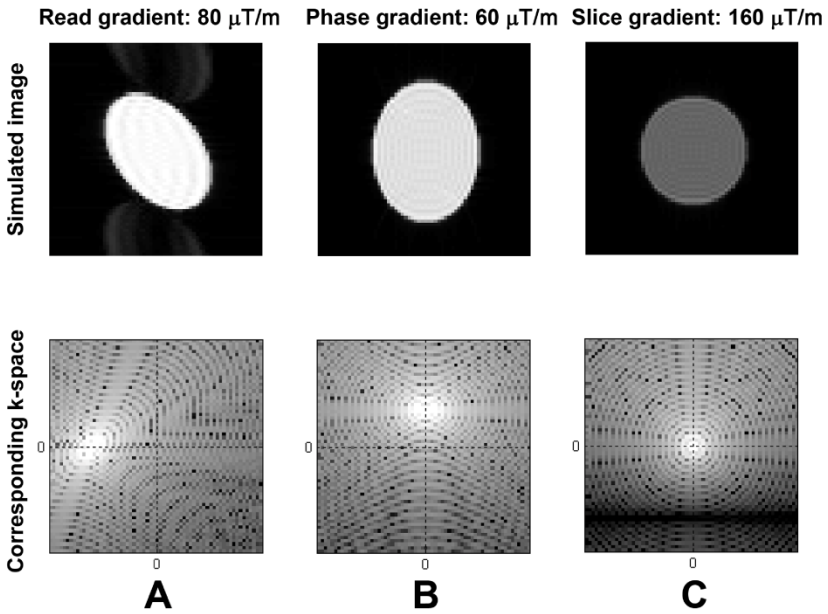 Read gradient: 80 μT/m Phase gradient: 60 μT/m Slice gradient: 160 μT/m
Simulated image
Corresponding k-space
0 0 0
0 0 0
A B C